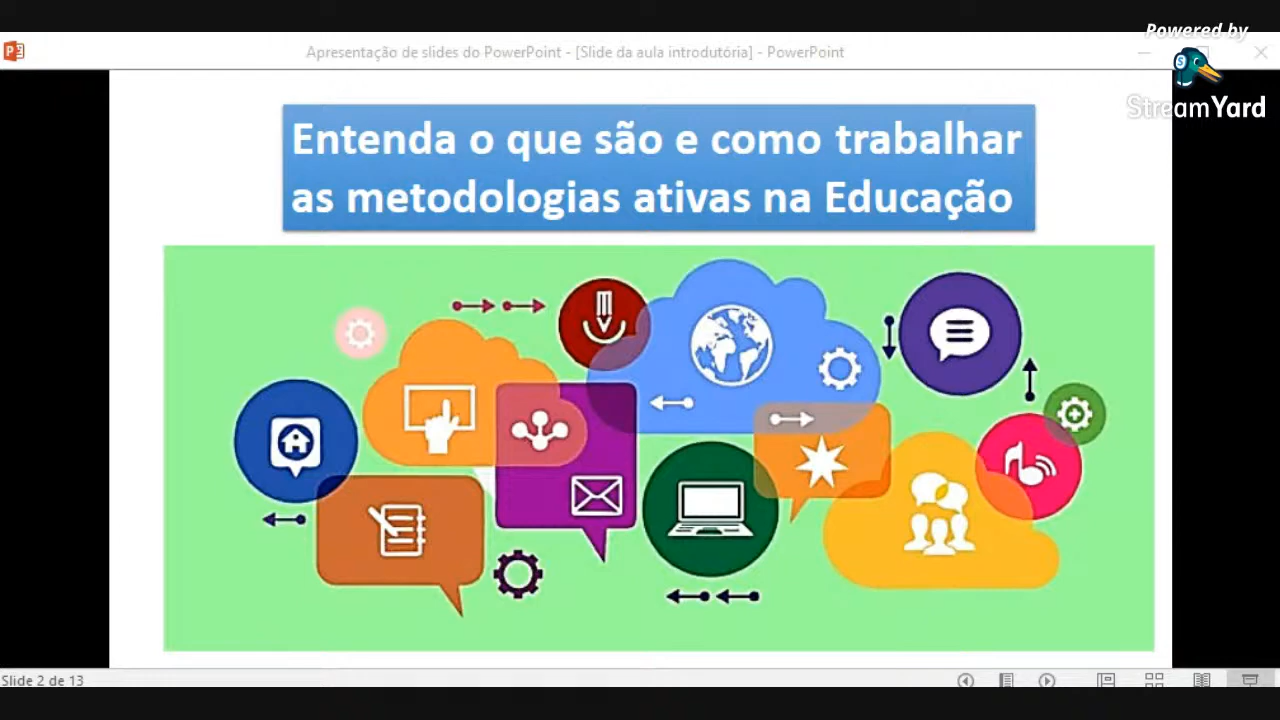 Powered by
Apresentação de slides do PowerPoint - [Slide da aula introdutória] - PowerPoint
StreamYard
Entenda o que são e como trabalhar
as metodologias ativas na Educação
Slide 2 de 13